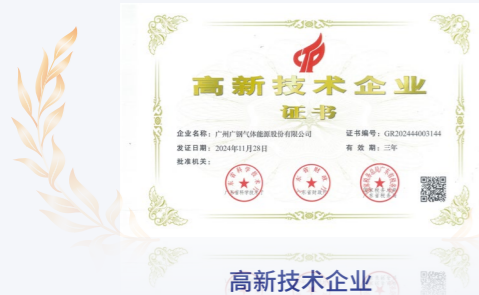 高新技术企业
证书
企业名称：广州广钢气体能源股份有限公司
证书编号：GR202444003144
发证日期：2024年11月28日
有 效 期：三年
批准机关：
高新技术企业